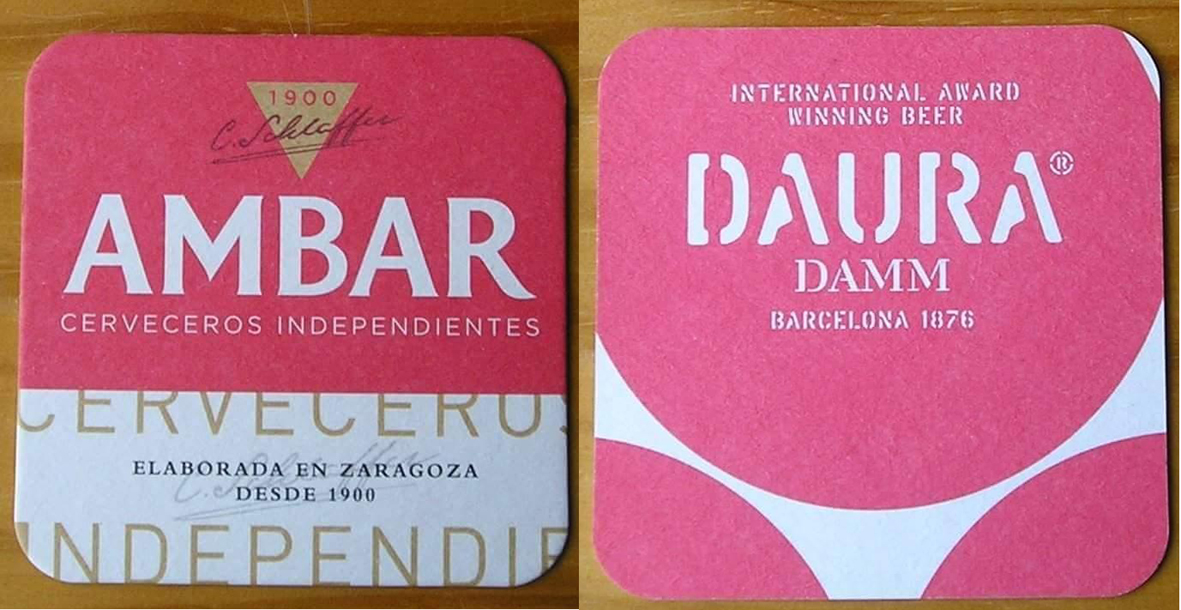 1900
C. Schlaffer
AMBAR
CERVECEROS INDEPENDIENTES
CERVECEROS
ELABORADA EN ZARAGOZA
DESDE 1900
C. Schlaffer
INDEPENDIE
INTERNATIONAL AWARD
WINNING BEER
DAURA®
DAMM
BARCELONA 1876